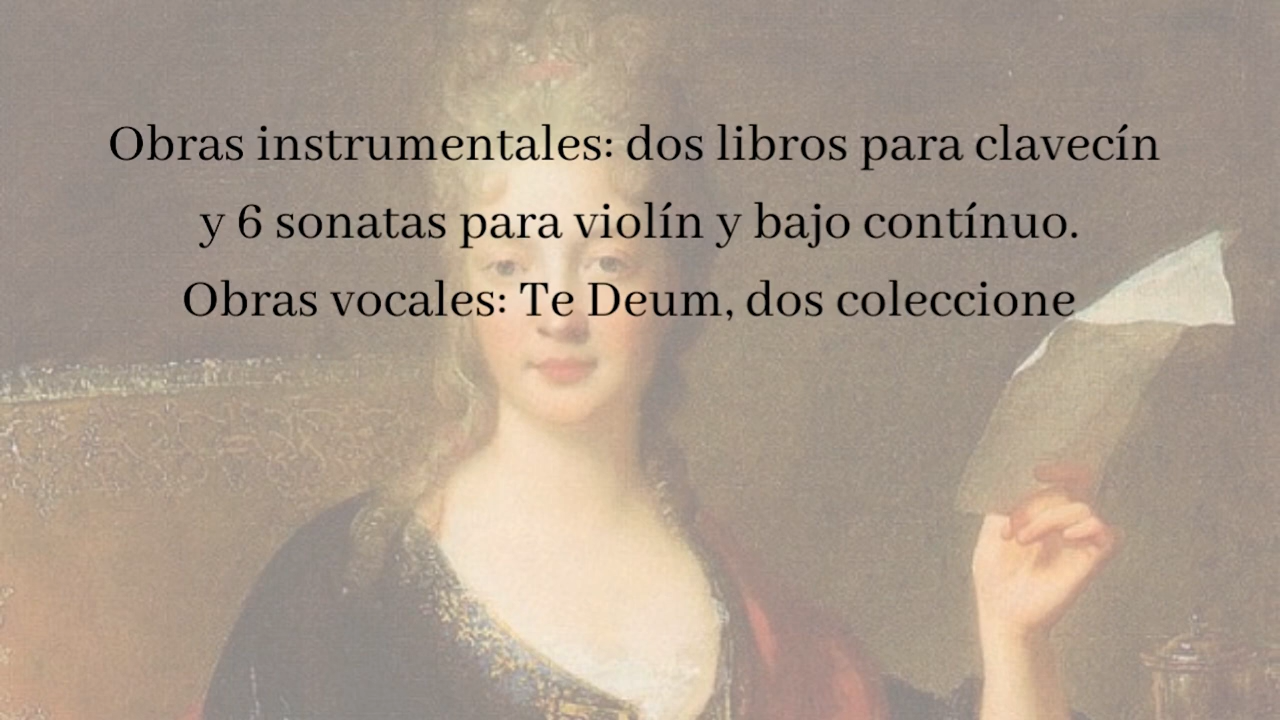 Obras instrumentales: dos libros para clavecín
y 6 sonatas para violín y bajo contínuo.
Obras vocales: Te Deum, dos coleccione